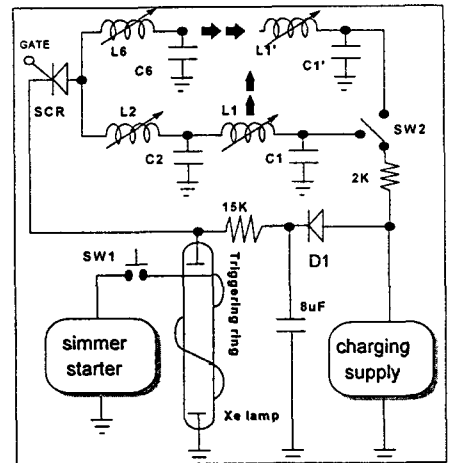 GATE
L6
L1'
C6
C1'
SCR
L2
L1
SW2
C2
C1
2K
15K
SW1
D1
Triggering ring
8uF
simmer
starter
charging
supply
Xe lamp